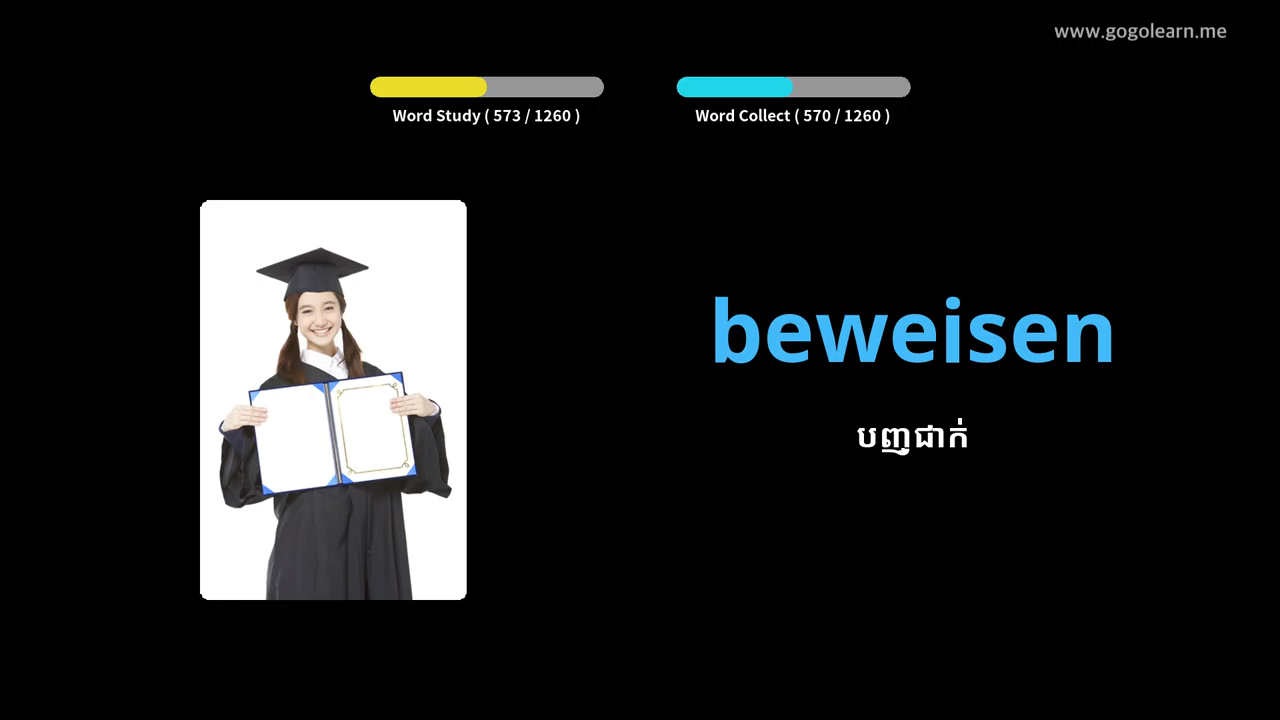 www.gogolearn.me
Word Study ( 573 / 1260 )
Word Collect ( 570 / 1260 )
beweisen
បញ្ជាក់